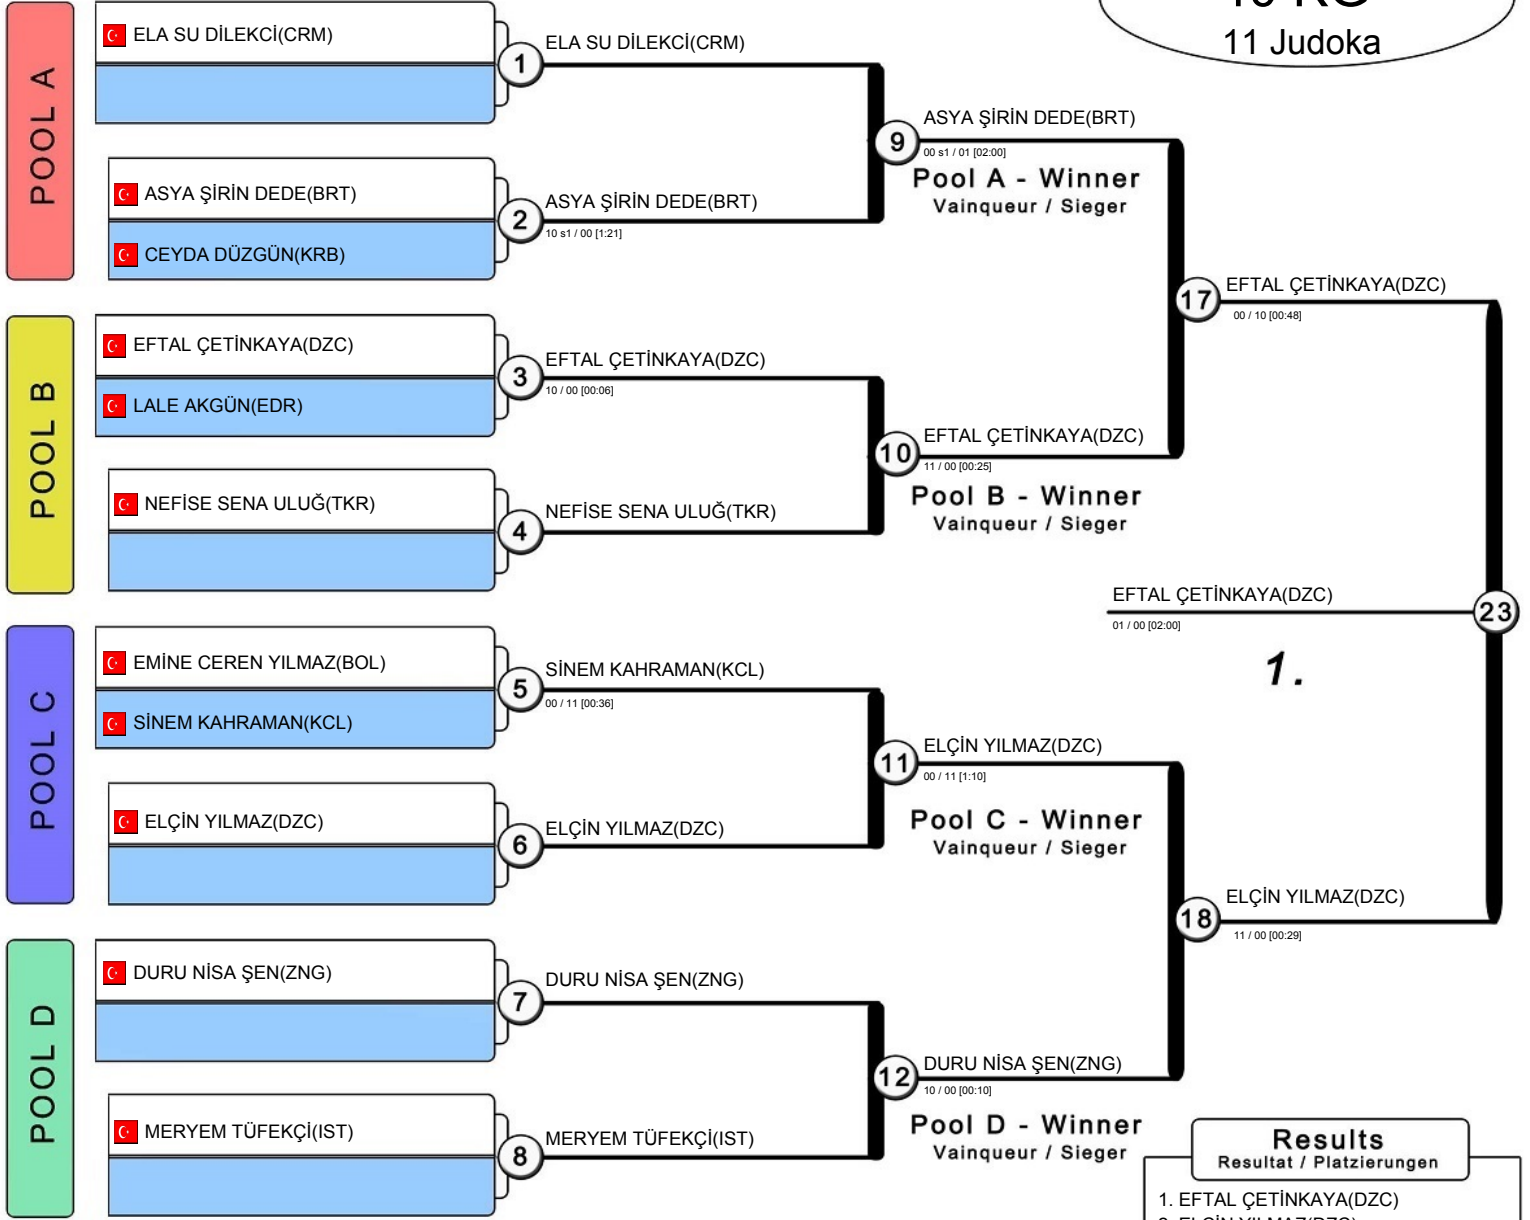 11 Judoka
POOL A
ELA SU DİLEKCİ(CRM)
1
ELA SU DİLEKCİ(CRM)
ASYA ŞİRİN DEDE(BRT)
CEYDA DÜZGÜN(KRB)
2
ASYA ŞİRİN DEDE(BRT)
10 s1 / 00 [1:21]
9
ASYA ŞİRİN DEDE(BRT)
00 s1 / 01 [02:00]
Pool A - Winner
Vainqueur / Sieger
POOL B
EFTAL ÇETİNKAYA(DZC)
LALE AKGÜN(EDR)
3
EFTAL ÇETİNKAYA(DZC)
10 / 00 [00:06]
NEFİSE SENA ULUĞ(TKR)
4
NEFİSE SENA ULUĞ(TKR)
10
EFTAL ÇETİNKAYA(DZC)
11 / 00 [00:25]
Pool B - Winner
Vainqueur / Sieger
17
EFTAL ÇETİNKAYA(DZC)
00 / 10 [00:48]
EFTAL ÇETİNKAYA(DZC)
01 / 00 [02:00]
23
1.
POOL C
EMİNE CEREN YILMAZ(BOL)
SİNEM KAHRAMAN(KCL)
5
SİNEM KAHRAMAN(KCL)
00 / 11 [00:36]
ELÇİN YILMAZ(DZC)
6
ELÇİN YILMAZ(DZC)
11
ELÇİN YILMAZ(DZC)
00 / 11 [1:10]
Pool C - Winner
Vainqueur / Sieger
18
ELÇİN YILMAZ(DZC)
11 / 00 [00:29]
POOL D
DURU NİSA ŞEN(ZNG)
7
DURU NİSA ŞEN(ZNG)
MERYEM TÜFEKÇİ(IST)
8
MERYEM TÜFEKÇİ(IST)
12
DURU NİSA ŞEN(ZNG)
10 / 00 [00:10]
Pool D - Winner
Vainqueur / Sieger
Results
Resultat / Platzierungen
1. EFTAL ÇETİNKAYA(DZC)